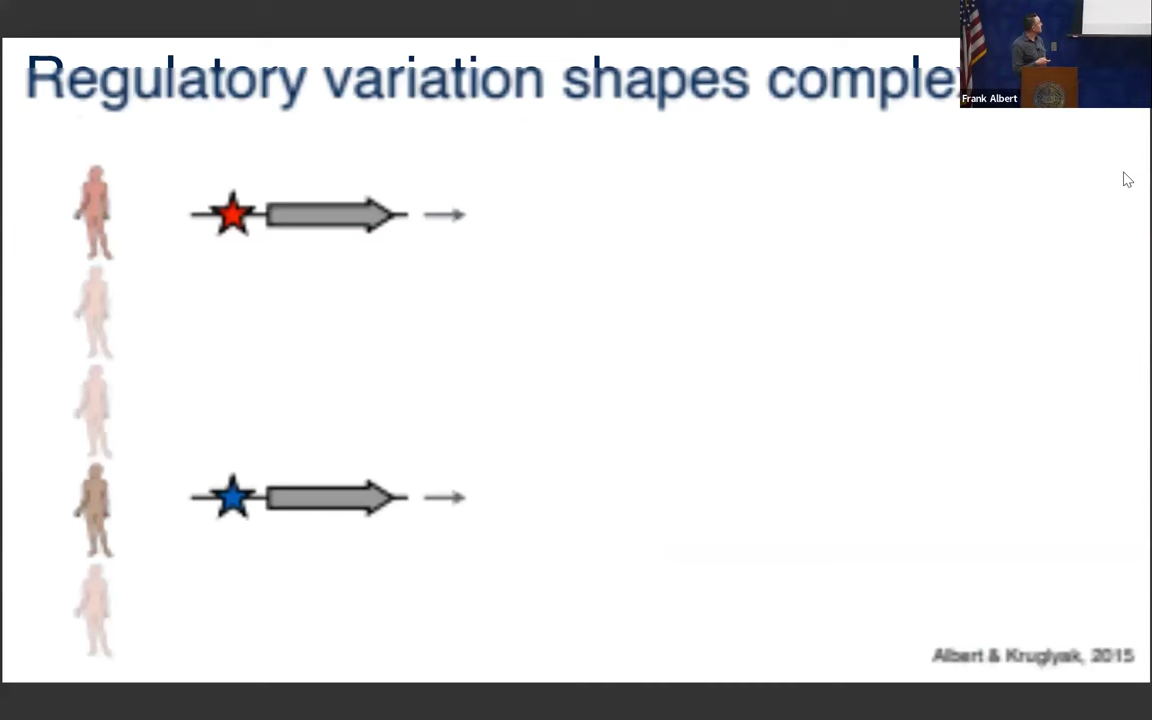 Regulatory variation shapes comple
Frank Albert
Albert & Kruglyak, 2015